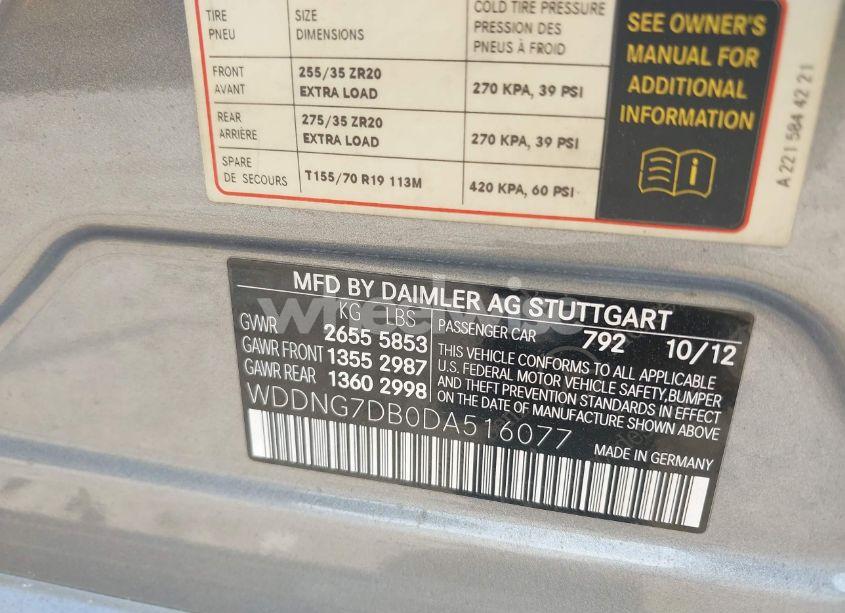 TIRE SIZE COLD TIRE PRESSURE
PNEU DIMENSIONS PRESSION DES
PNEUS À FROID
FRONT 255/35 ZR20
AVANT EXTRA LOAD 270 KPA, 39 PSI
REAR 275/35 ZR20
ARRIÈRE EXTRA LOAD 270 KPA, 39 PSI
SPARE
DE SECOURS T155/70 R19 113M 420 KPA, 60 PSI
SEE OWNER'S
MANUAL FOR
ADDITIONAL
INFORMATION
i
A 221 584 42 21
MFD BY DAIMLER AG STUTTGART
KG LBS PASSENGER CAR 792 10/12
GVWR 2655 5853
GAWR FRONT 1355 2987
GAWR REAR 1360 2998
THIS VEHICLE CONFORMS TO ALL APPLICABLE
U.S. FEDERAL MOTOR VEHICLE SAFETY, BUMPER
AND THEFT PREVENTION STANDARDS IN EFFECT
ON THE DATE OF MANUFACTURE SHOWN ABOVE
WDDNG7DB0DA516077 MADE IN GERMANY
wheelwise